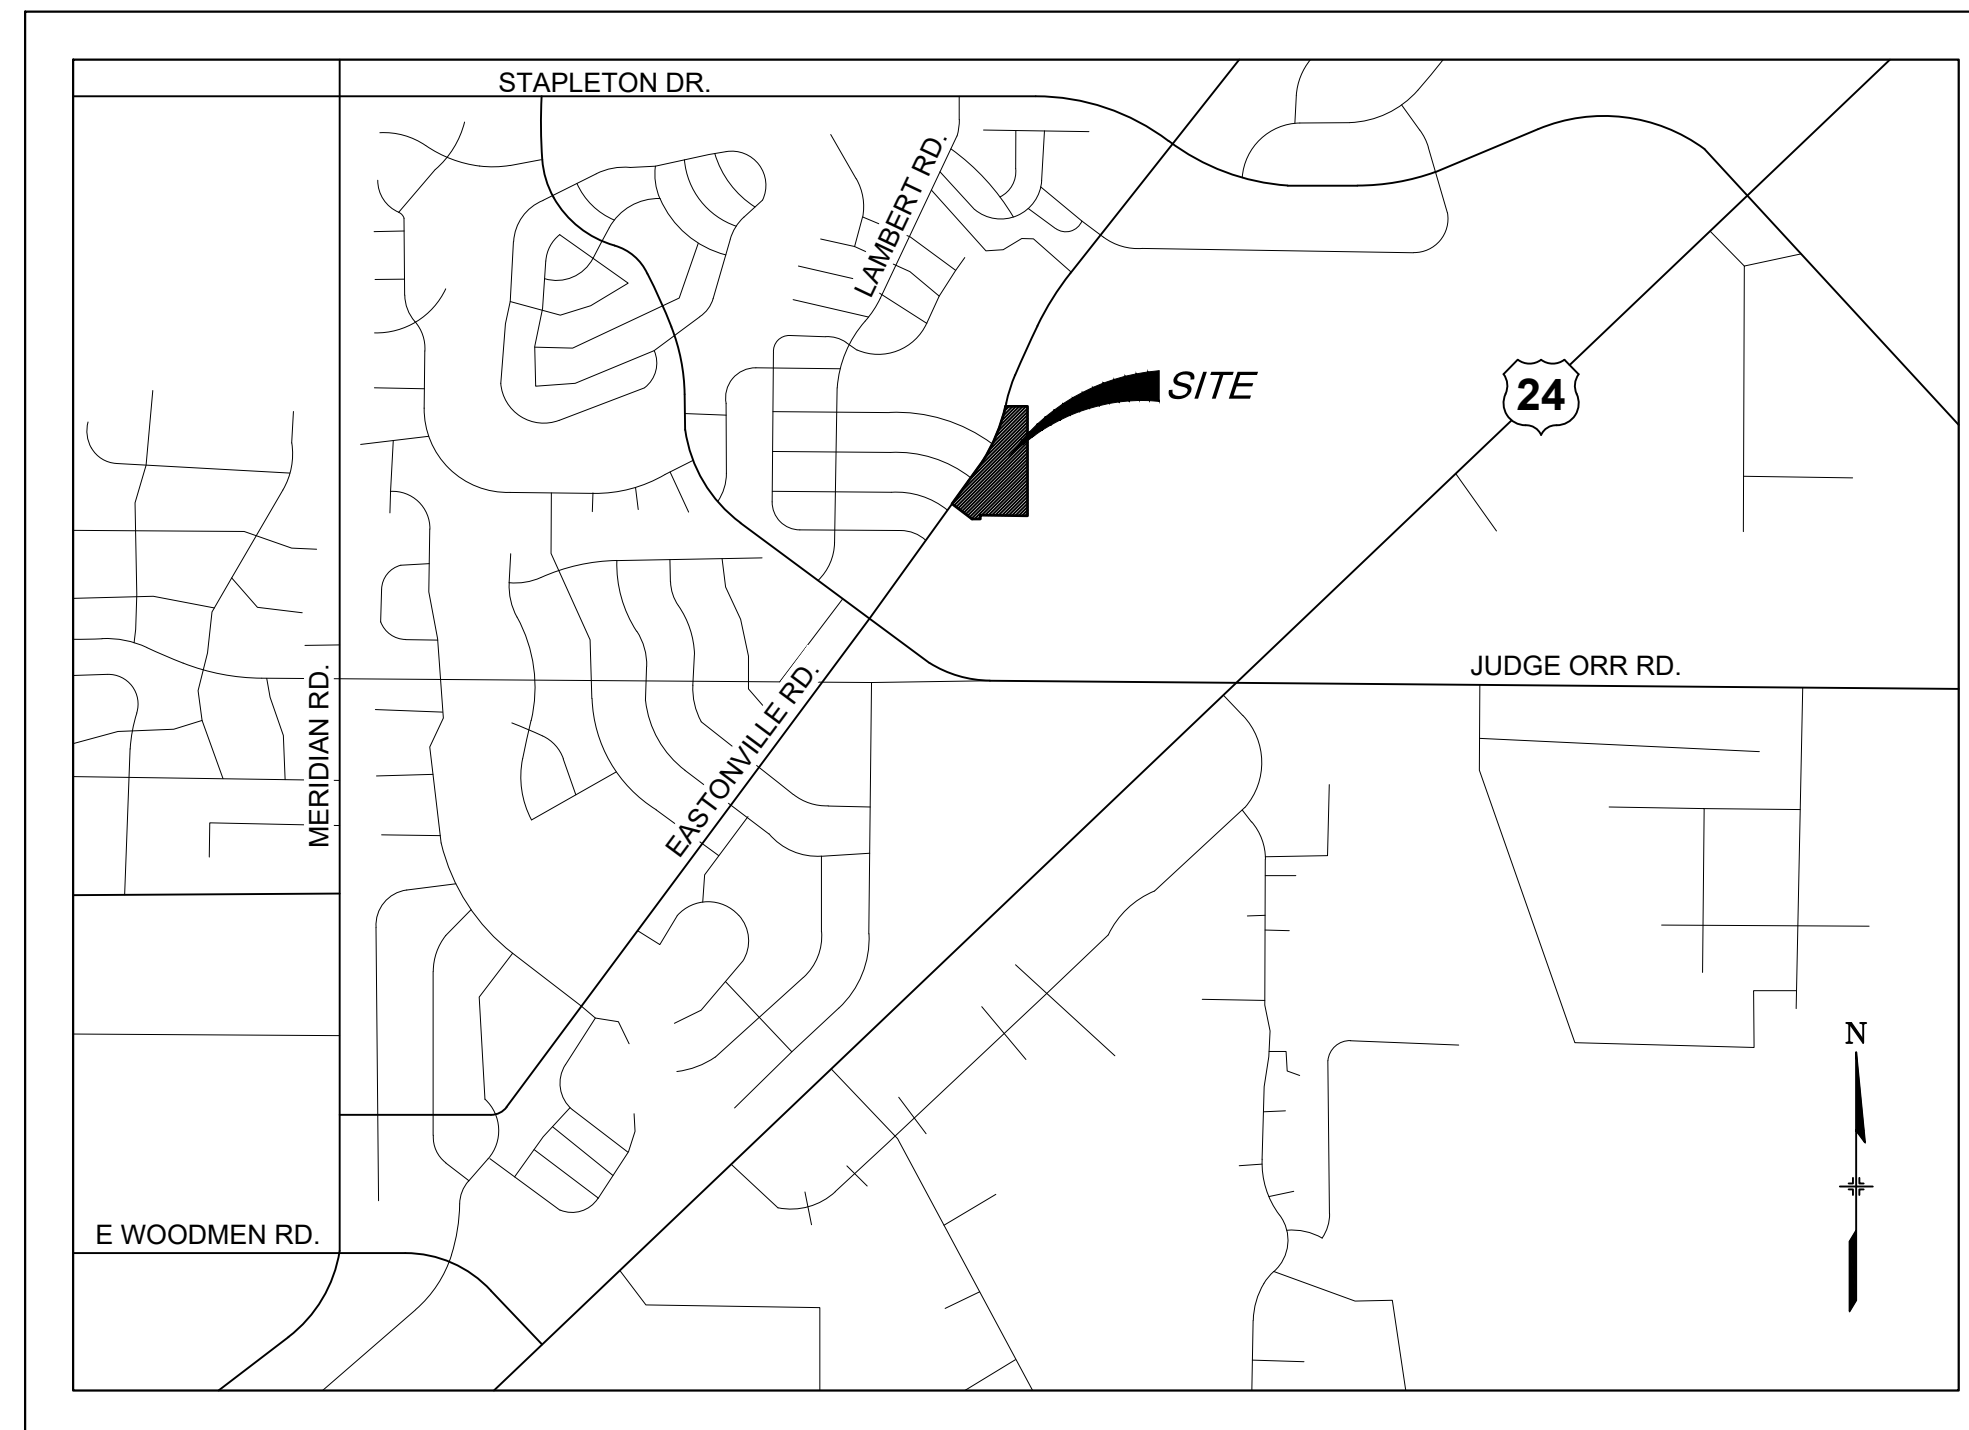 STAPLETON DR.
LAMBERT RD.
SITE
24
JUDGE ORR RD.
MERIDIAN RD.
EASTONVILLE RD.
N
E WOODMEN RD.